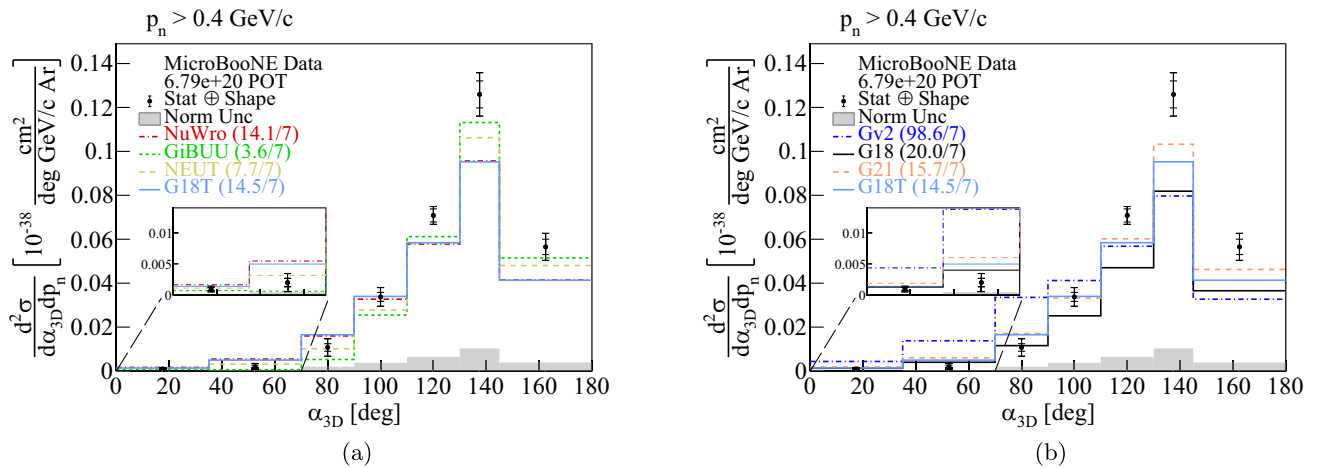 p_n > 0.4 GeV/c
MicroBooNE Data
6.79e+20 POT
Stat ⊕ Shape
Norm Unc
NuWro (14.1/7)
GiBUU (3.6/7)
NEUT (7.7/7)
G18T (14.5/7)
0.14
0.12
0.1
0.08
0.06
0.04
0.02
0
0.01
0.005
0
d²σ / dα_3D dp_n [10^-38 cm² / deg GeV/c Ar]
0 20 40 60 80 100 120 140 160 180
α_3D [deg]
(a)
p_n > 0.4 GeV/c
MicroBooNE Data
6.79e+20 POT
Stat ⊕ Shape
Norm Unc
Gv2 (98.6/7)
G18 (20.0/7)
G21 (15.7/7)
G18T (14.5/7)
0.14
0.12
0.1
0.08
0.06
0.04
0.02
0
0.01
0.005
0
d²σ / dα_3D dp_n [10^-38 cm² / deg GeV/c Ar]
0 20 40 60 80 100 120 140 160 180
α_3D [deg]
(b)